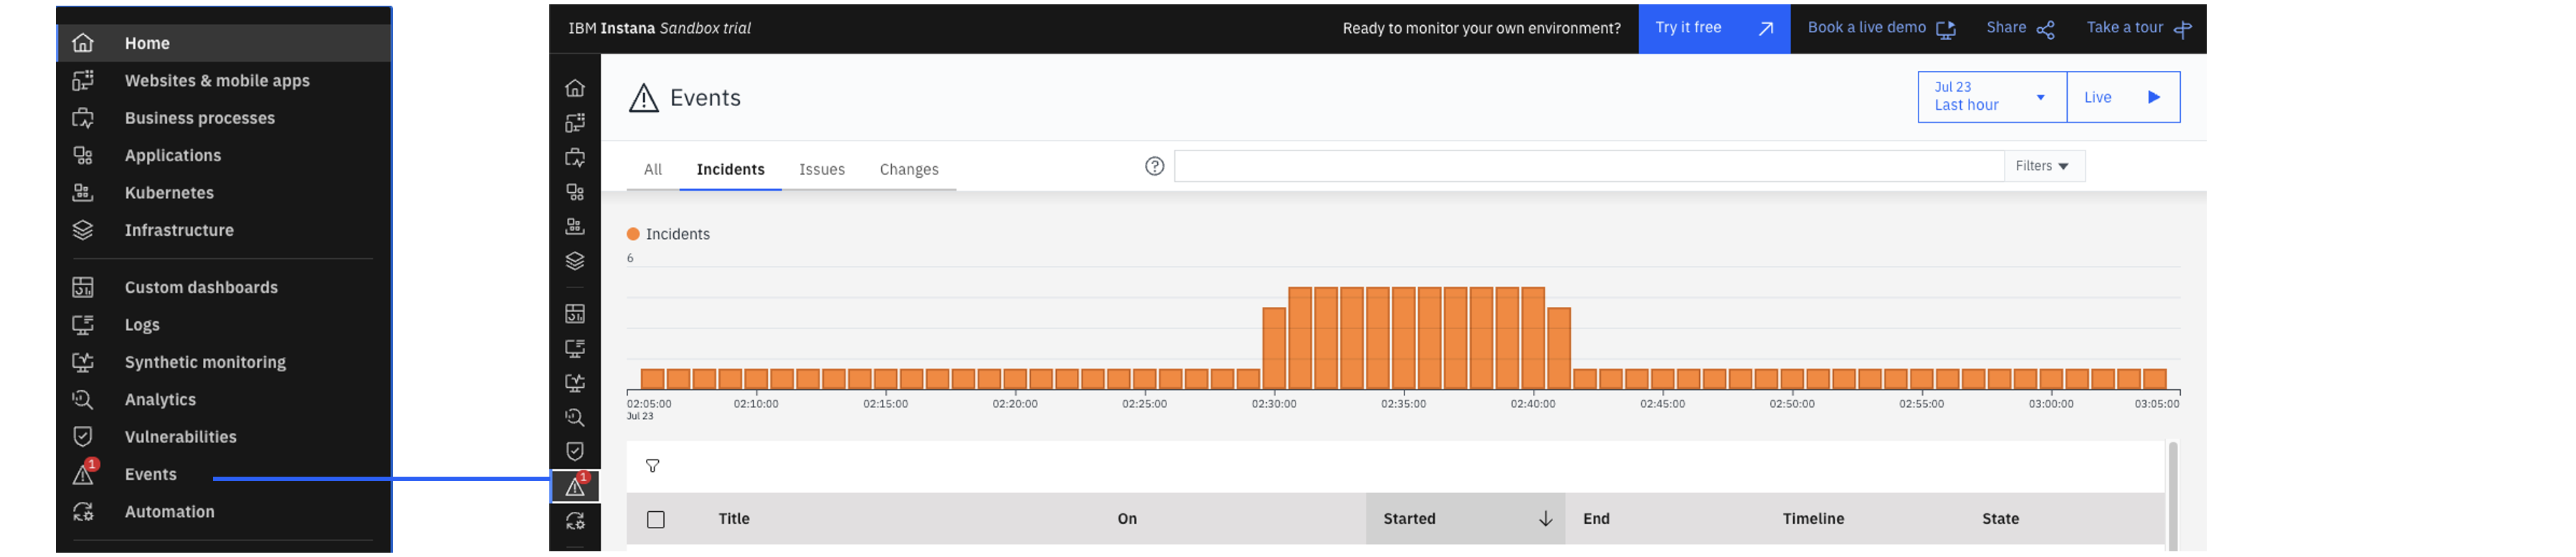 Home
Websites & mobile apps
Business processes
Applications
Kubernetes
Infrastructure
Custom dashboards
Logs
Synthetic monitoring
Analytics
Vulnerabilities
1
Events
Automation
IBM Instana Sandbox trial
Ready to monitor your own environment?
Try it free
Book a live demo
Share
Take a tour
Events
Jul 23
Last hour
Live
All
Incidents
Issues
Changes
?
Filters
Incidents
6
02:05:00 02:10:00 02:15:00 02:20:00 02:25:00 02:30:00 02:35:00 02:40:00 02:45:00 02:50:00 02:55:00 03:00:00 03:05:00
Jul 23
1
Title On Started End Timeline State